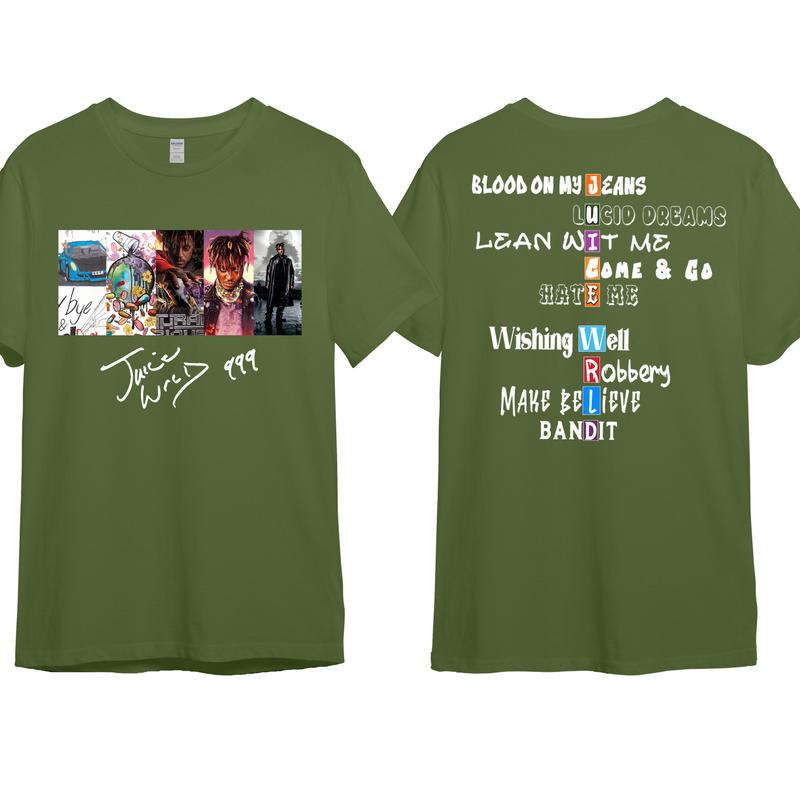 bye
&
Juice
WRLD 999
BLOOD ON MY JEANS
LUCID DREAMS
LEAN WIT ME
COME & GO
HATE ME
Wishing Well
Robbery
MAKE BELIEVE
BANDIT